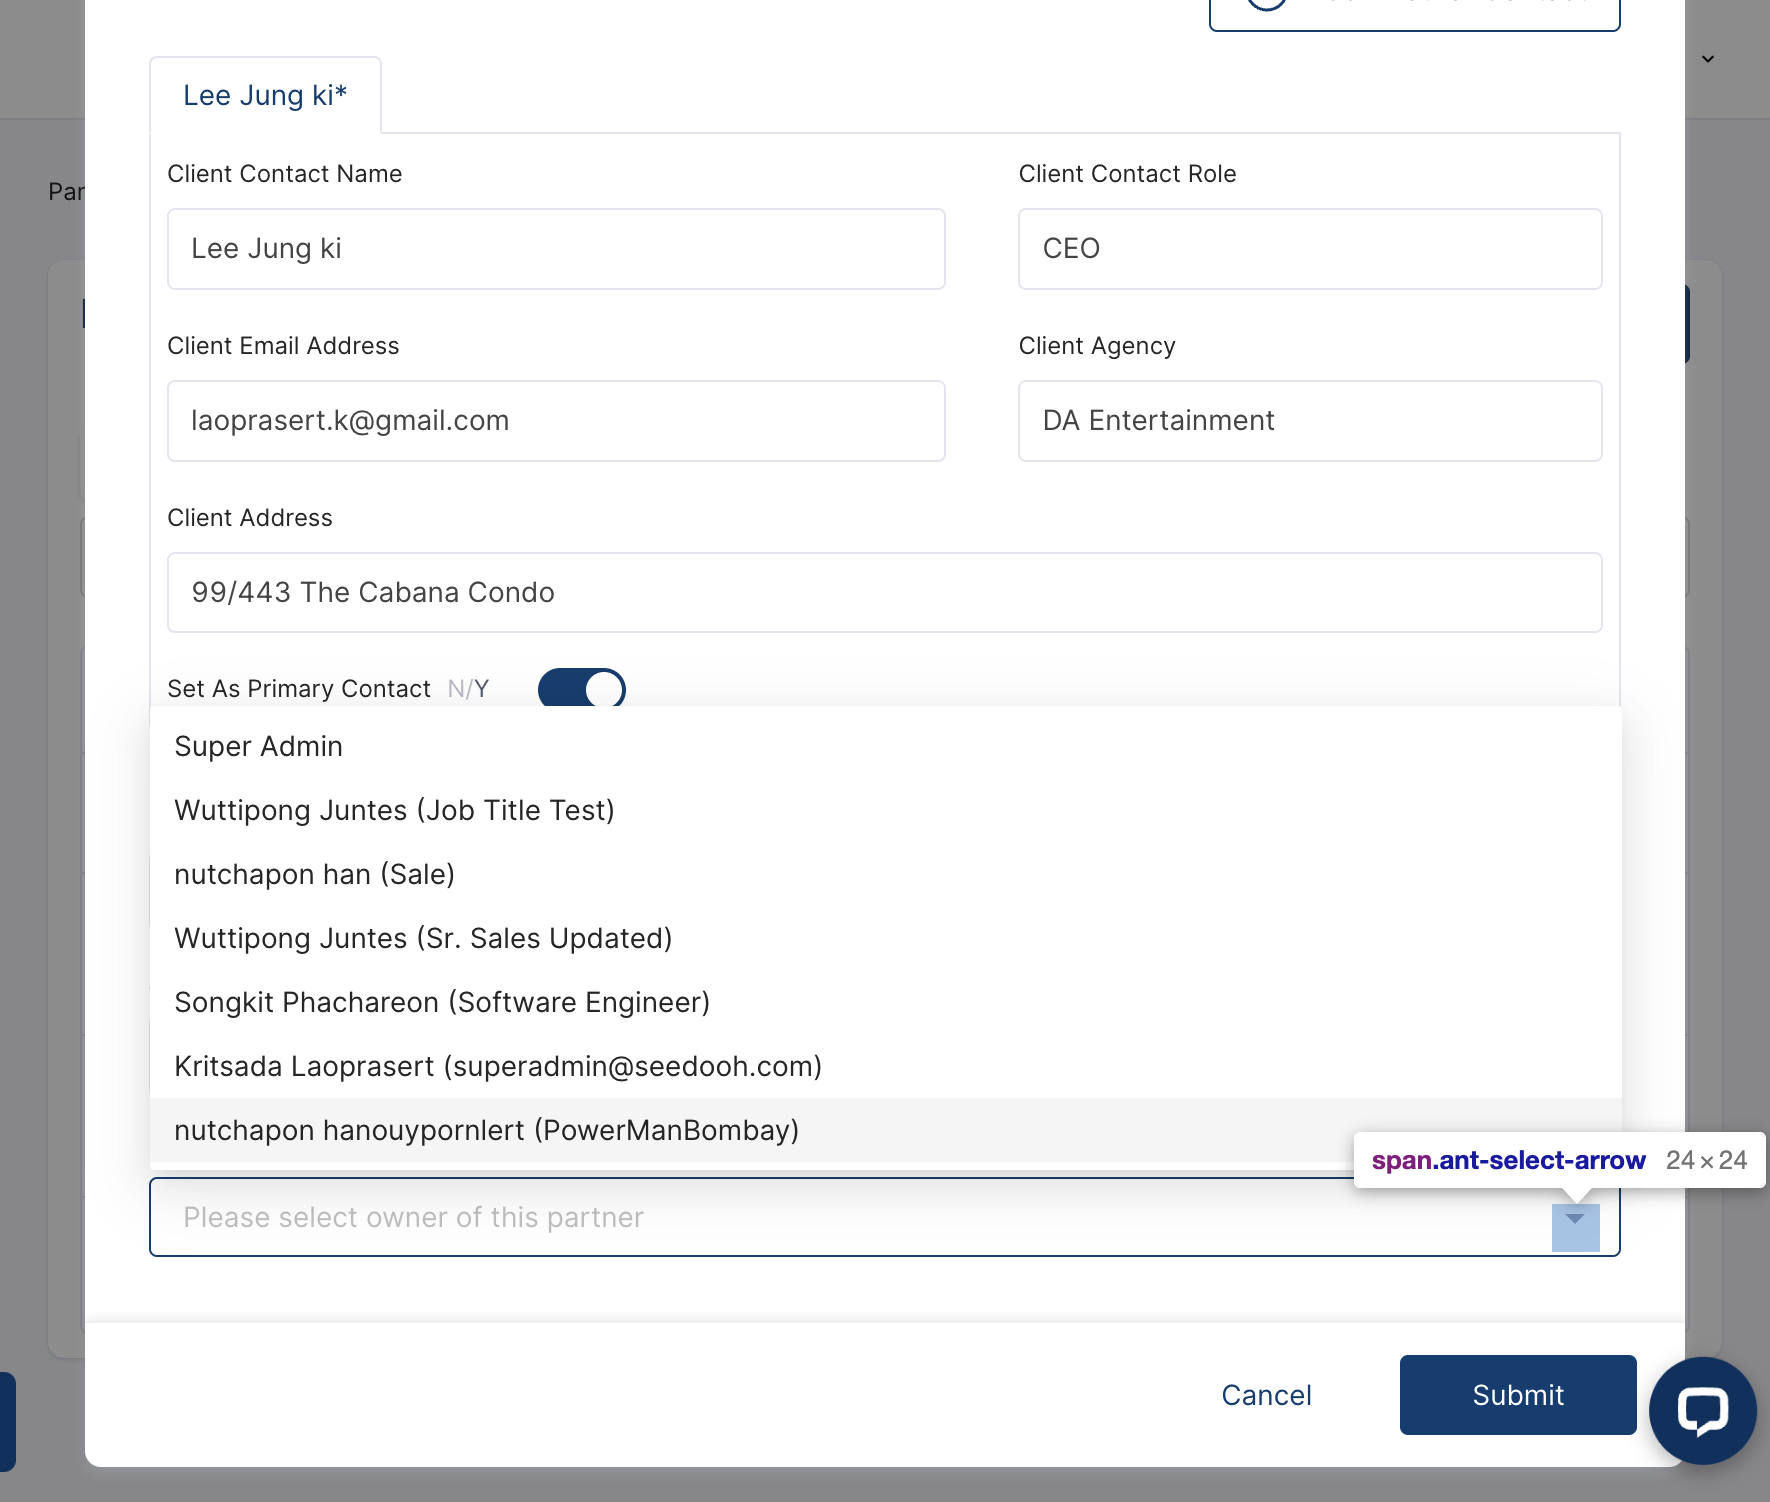 Lee Jung ki*
Par
Client Contact Name
Client Contact Role
Lee Jung ki
CEO
Client Email Address
Client Agency
laoprasert.k@gmail.com
DA Entertainment
Client Address
99/443 The Cabana Condo
Set As Primary Contact N/Y
Super Admin
Wuttipong Juntes (Job Title Test)
nutchapon han (Sale)
Wuttipong Juntes (Sr. Sales Updated)
Songkit Phachareon (Software Engineer)
Kritsada Laoprasert (superadmin@seedooh.com)
nutchapon hanouypornlert (PowerManBombay)
span.ant-select-arrow 24×24
Please select owner of this partner
Cancel
Submit